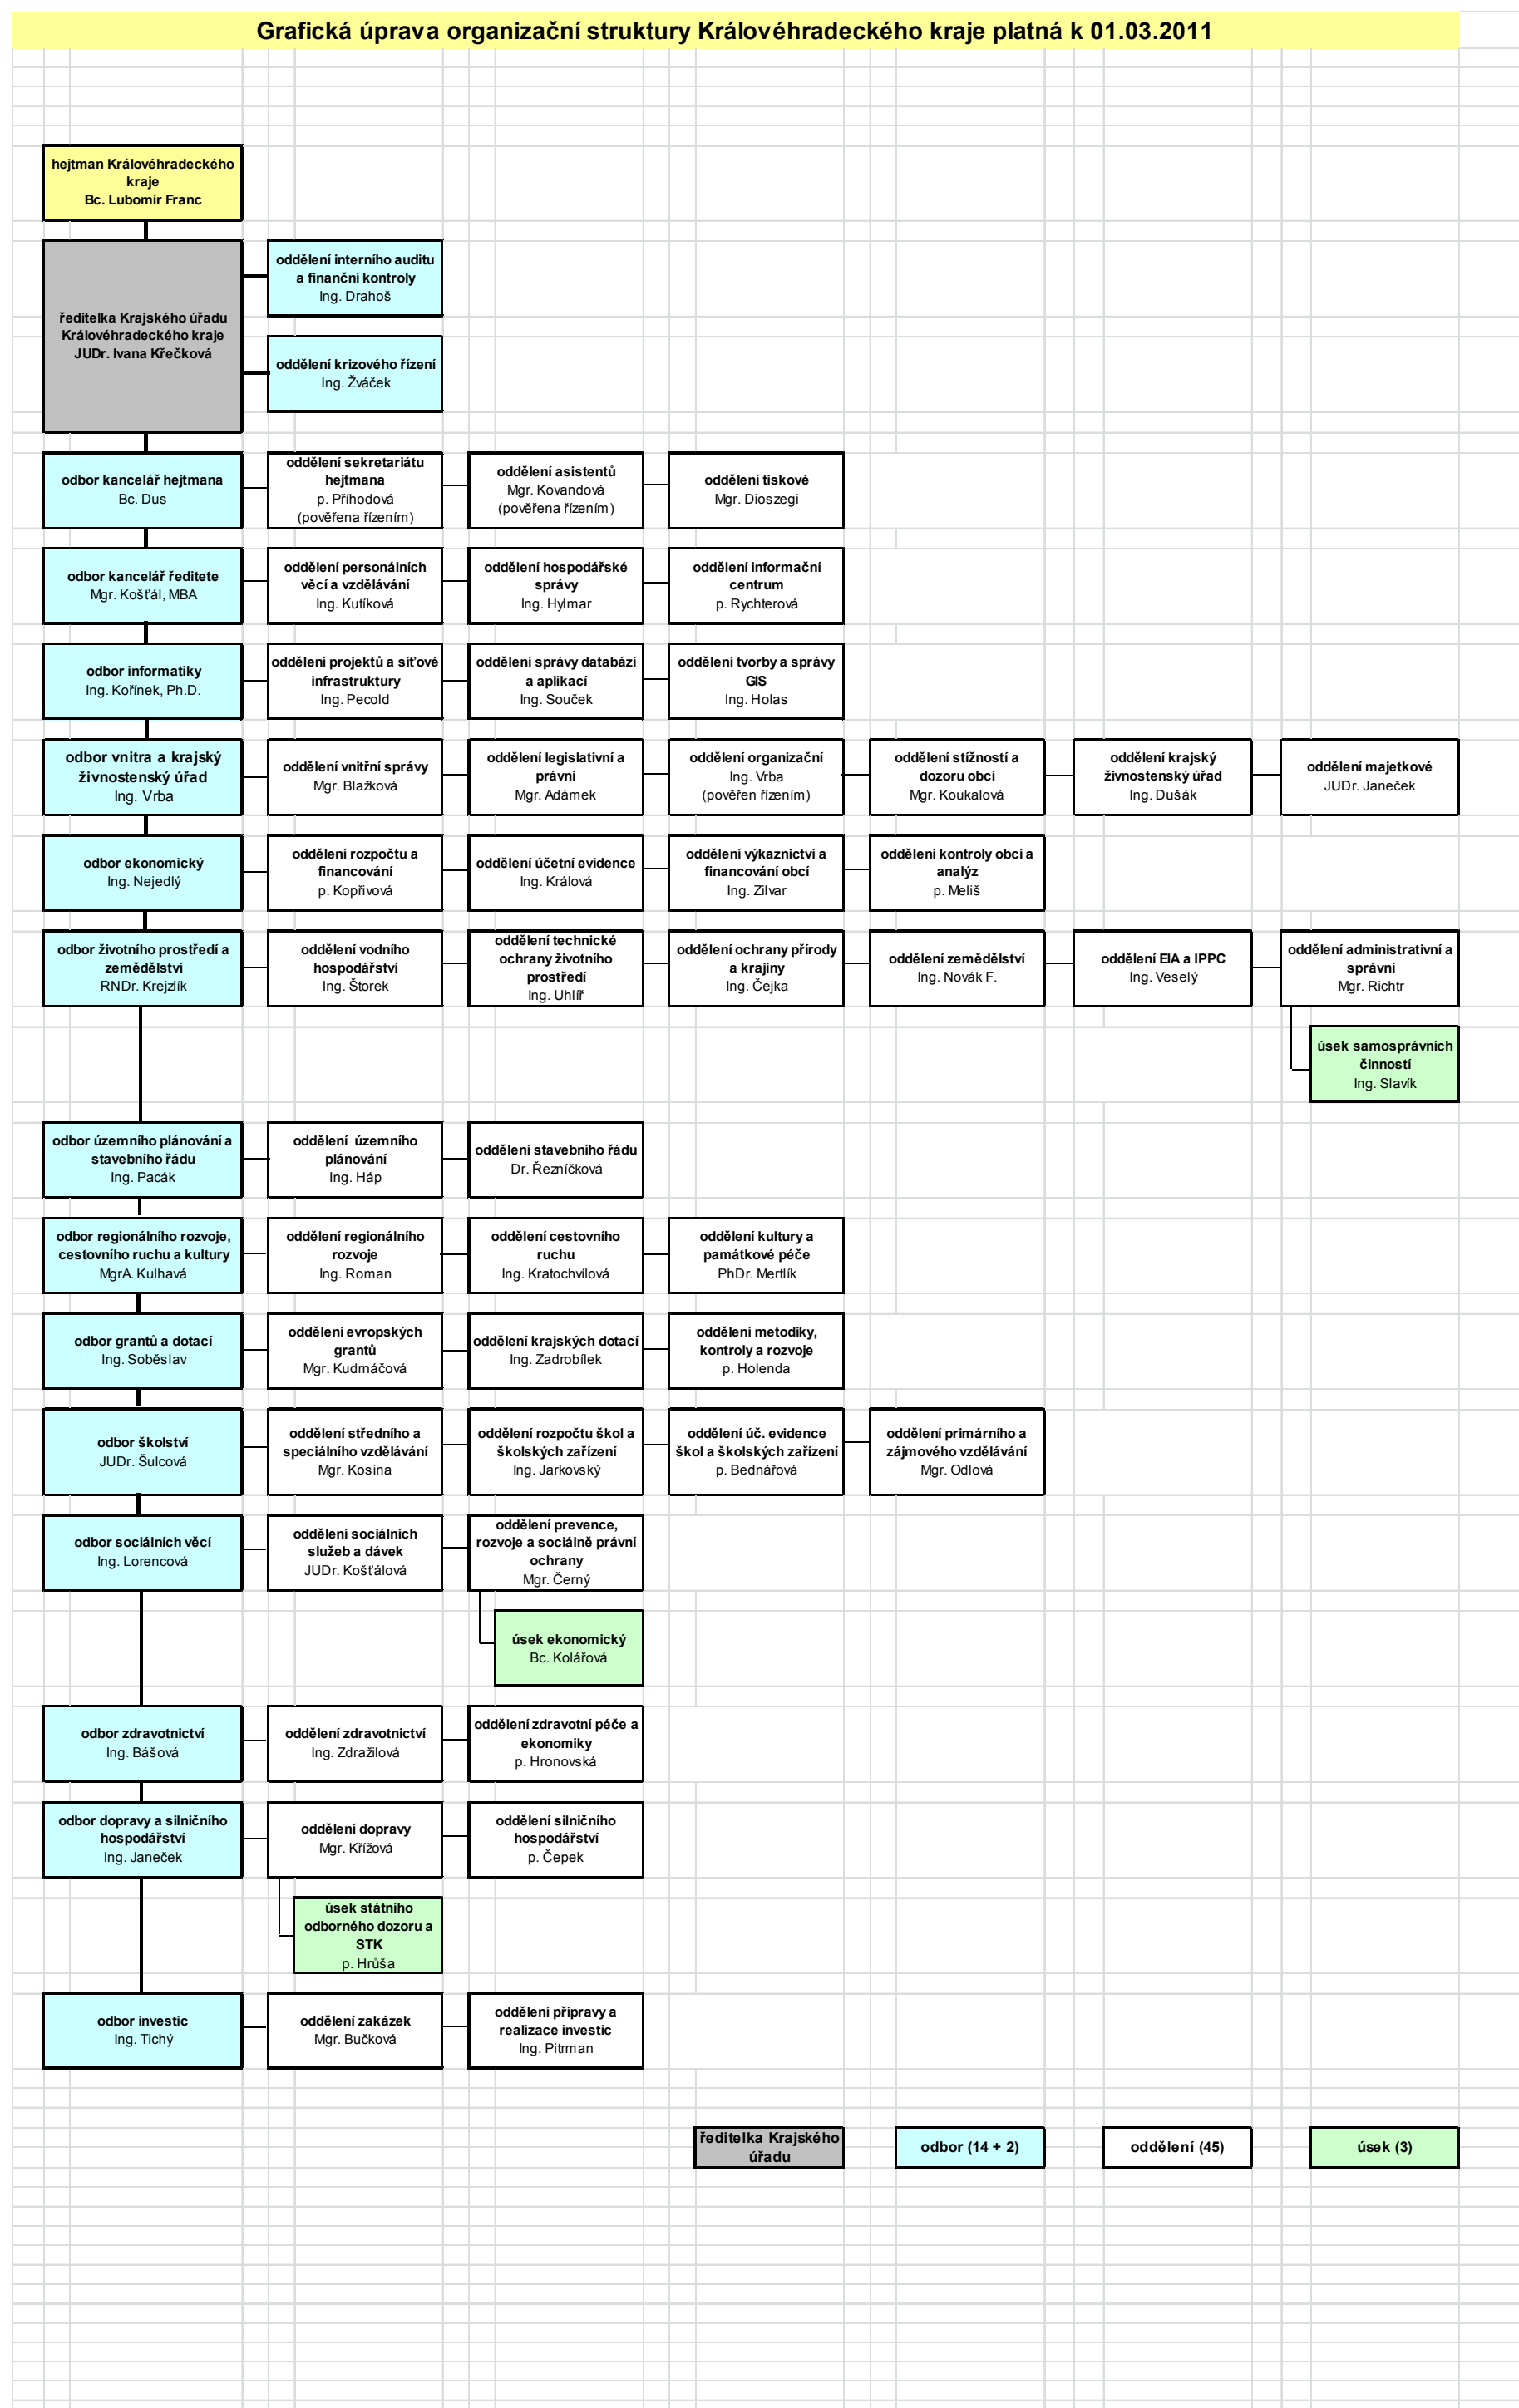 Grafická úprava organizační struktury Královéhradeckého kraje platná k 01.03.2011
hejtman Královéhradeckého
kraje
Bc. Lubomír Franc
ředitelka Krajského úřadu
Královéhradeckého kraje
JUDr. Ivana Křečková
oddělení interního auditu
a finanční kontroly
Ing. Drahoš
oddělení krizového řízení
Ing. Žváček
odbor kancelář hejtmana
Bc. Dus
oddělení sekretariátu
hejtmana
p. Příhodová
(pověřena řízením)
oddělení asistentů
Mgr. Kovandová
(pověřena řízením)
oddělení tiskové
Mgr. Dioszegi
odbor kancelář ředitete
Mgr. Košťál, MBA
oddělení personálních
věcí a vzdělávání
Ing. Kutíková
oddělení hospodářské
správy
Ing. Hylmar
oddělení informační
centrum
p. Rychterová
odbor informatiky
Ing. Kořínek, Ph.D.
oddělení projektů a síťové
infrastruktury
Ing. Pecold
oddělení správy databází
a aplikací
Ing. Souček
oddělení tvorby a správy
GIS
Ing. Holas
odbor vnitra a krajský
živnostenský úřad
Ing. Vrba
oddělení vnitřní správy
Mgr. Blažková
oddělení legislativní a
právní
Mgr. Adámek
oddělení organizační
Ing. Vrba
(pověřen řízením)
oddělení stížností a
dozoru obcí
Mgr. Koukalová
oddělení krajský
živnostenský úřad
Ing. Dušák
oddělení majetkové
JUDr. Janeček
odbor ekonomický
Ing. Nejedlý
oddělení rozpočtu a
financování
p. Kopřivová
oddělení účetní evidence
Ing. Králová
oddělení výkaznictví a
financování obcí
Ing. Zilvar
oddělení kontroly obcí a
analýz
p. Meliš
odbor životního prostředí a
zemědělství
RNDr. Krejzlík
oddělení vodního
hospodářství
Ing. Štorek
oddělení technické
ochrany životního
prostředí
Ing. Uhlíř
oddělení ochrany přírody
a krajiny
Ing. Čejka
oddělení zemědělství
Ing. Novák F.
oddělení EIA a IPPC
Ing. Veselý
oddělení administrativní a
správní
Mgr. Richtr
úsek samosprávních
činností
Ing. Slavík
odbor územního plánování a
stavebního řádu
Ing. Pacák
oddělení  územního
plánování
Ing. Háp
oddělení stavebního řádu
Dr. Řezníčková
odbor regionálního rozvoje,
cestovního ruchu a kultury
MgrA. Kulhavá
oddělení regionálního
rozvoje
Ing. Roman
oddělení cestovního
ruchu
Ing. Kratochvílová
oddělení kultury a
památkové péče
PhDr. Mertlík
odbor grantů a dotací
Ing. Soběslav
oddělení evropských
grantů
Mgr. Kudrnáčová
oddělení krajských dotací
Ing. Zadrobílek
oddělení metodiky,
kontroly a rozvoje
p. Holenda
odbor školství
JUDr. Šulcová
oddělení středního a
speciálního vzdělávání
Mgr. Kosina
oddělení rozpočtu škol a
školských zařízení
Ing. Jarkovský
oddělení úč. evidence
škol a školských zařízení
p. Bednářová
oddělení primárního a
zájmového vzdělávání
Mgr. Odlová
odbor sociálních věcí
Ing. Lorencová
oddělení sociálních
služeb a dávek
JUDr. Košťálová
oddělení prevence,
rozvoje a sociálně právní
ochrany
Mgr. Černý
úsek ekonomický
Bc. Kolářová
odbor zdravotnictví
Ing. Bášová
oddělení zdravotnictví
Ing. Zdražilová
oddělení zdravotní péče a
ekonomiky
p. Hronovská
odbor dopravy a silničního
hospodářství
Ing. Janeček
oddělení dopravy
Mgr. Křížová
oddělení silničního
hospodářství
p. Čepek
úsek státního
odborného dozoru a
STK
p. Hrůša
odbor investic
Ing. Tichý
oddělení zakázek
Mgr. Bučková
oddělení přípravy a
realizace investic
Ing. Pitrman
ředitelka Krajského
úřadu
odbor (14 + 2)
oddělení (45)
úsek (3)